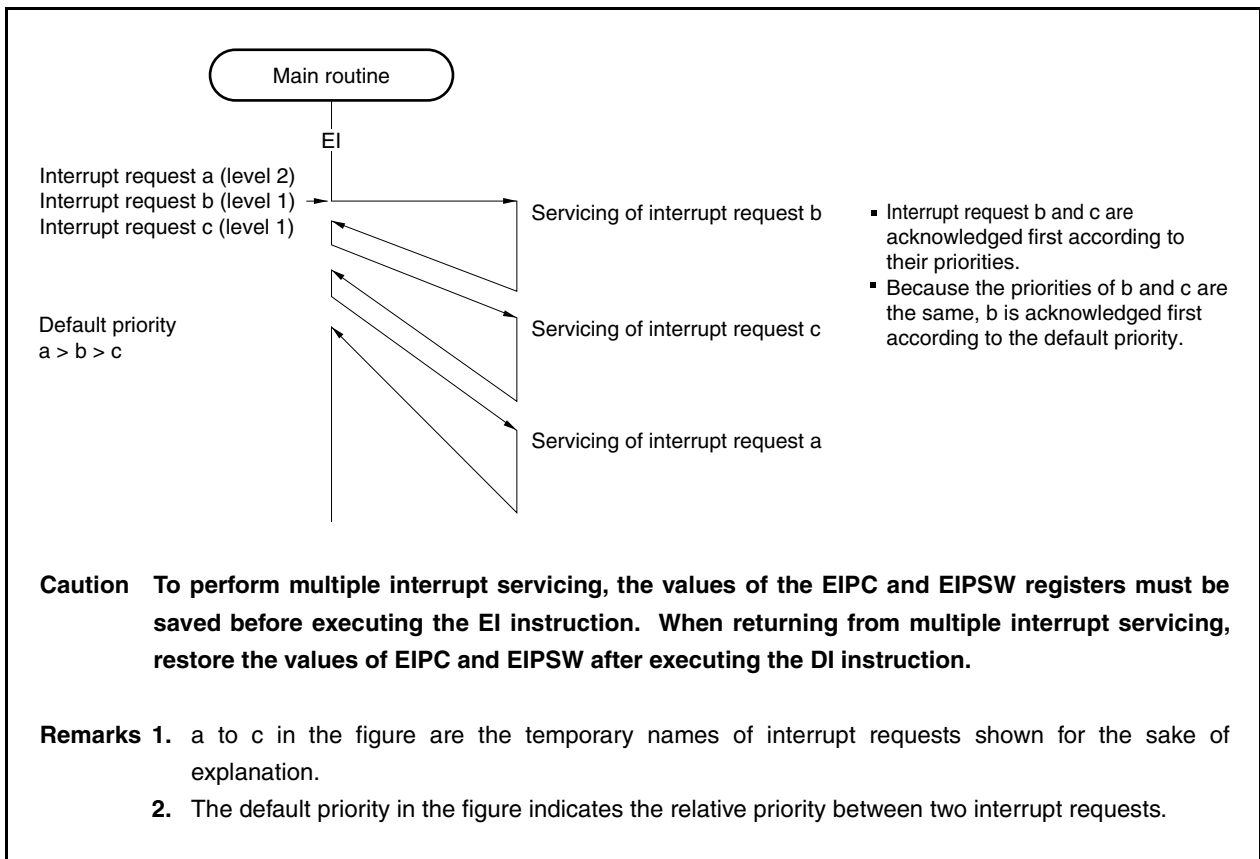 Main routine
EI
Interrupt request a (level 2)
Interrupt request b (level 1)
Interrupt request c (level 1)
Servicing of interrupt request b
▪ Interrupt request b and c are
acknowledged first according to
their priorities.
▪ Because the priorities of b and c are
the same, b is acknowledged first
according to the default priority.
Default priority
a > b > c
Servicing of interrupt request c
Servicing of interrupt request a
Caution To perform multiple interrupt servicing, the values of the EIPC and EIPSW registers must be
saved before executing the EI instruction. When returning from multiple interrupt servicing,
restore the values of EIPC and EIPSW after executing the DI instruction.
Remarks 1. a to c in the figure are the temporary names of interrupt requests shown for the sake of
explanation.
2. The default priority in the figure indicates the relative priority between two interrupt requests.